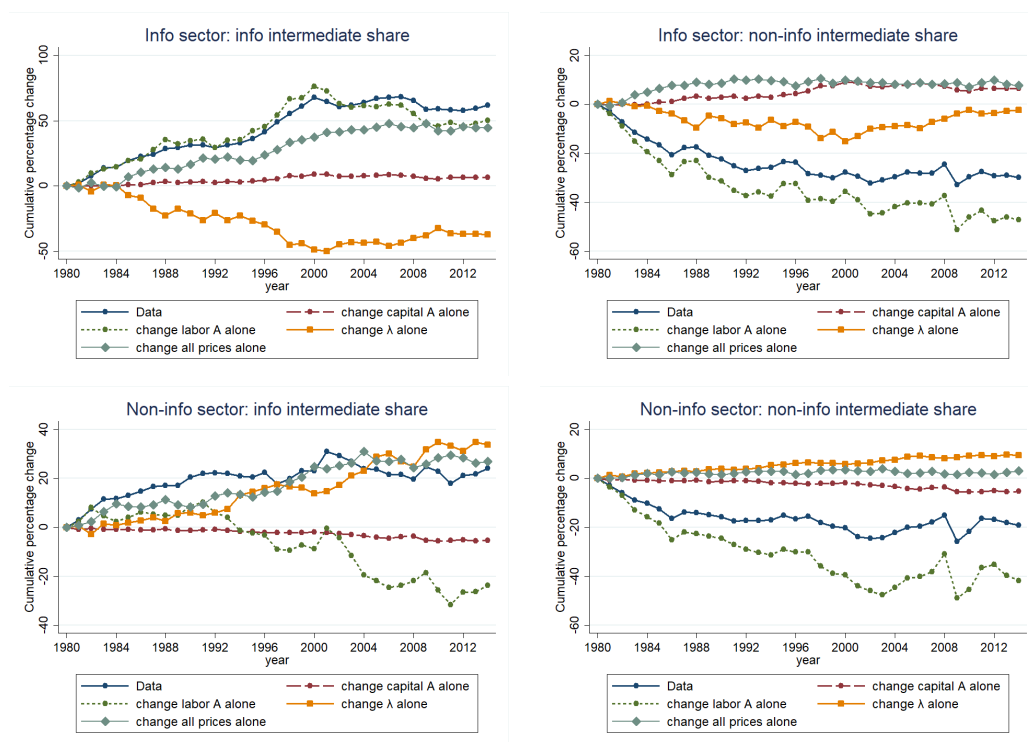 Info sector: info intermediate share
Cumulative percentage change
100
50
0
-50
1980 1984 1988 1992 1996 2000 2004 2008 2012
year
Data change capital A alone
change labor A alone change λ alone
change all prices alone
Info sector: non-info intermediate share
Cumulative percentage change
20
0
-20
-40
-60
1980 1984 1988 1992 1996 2000 2004 2008 2012
year
Data change capital A alone
change labor A alone change λ alone
change all prices alone
Non-info sector: info intermediate share
Cumulative percentage change
40
20
0
-20
-40
1980 1984 1988 1992 1996 2000 2004 2008 2012
year
Data change capital A alone
change labor A alone change λ alone
change all prices alone
Non-info sector: non-info intermediate share
Cumulative percentage change
20
0
-20
-40
-60
1980 1984 1988 1992 1996 2000 2004 2008 2012
year
Data change capital A alone
change labor A alone change λ alone
change all prices alone